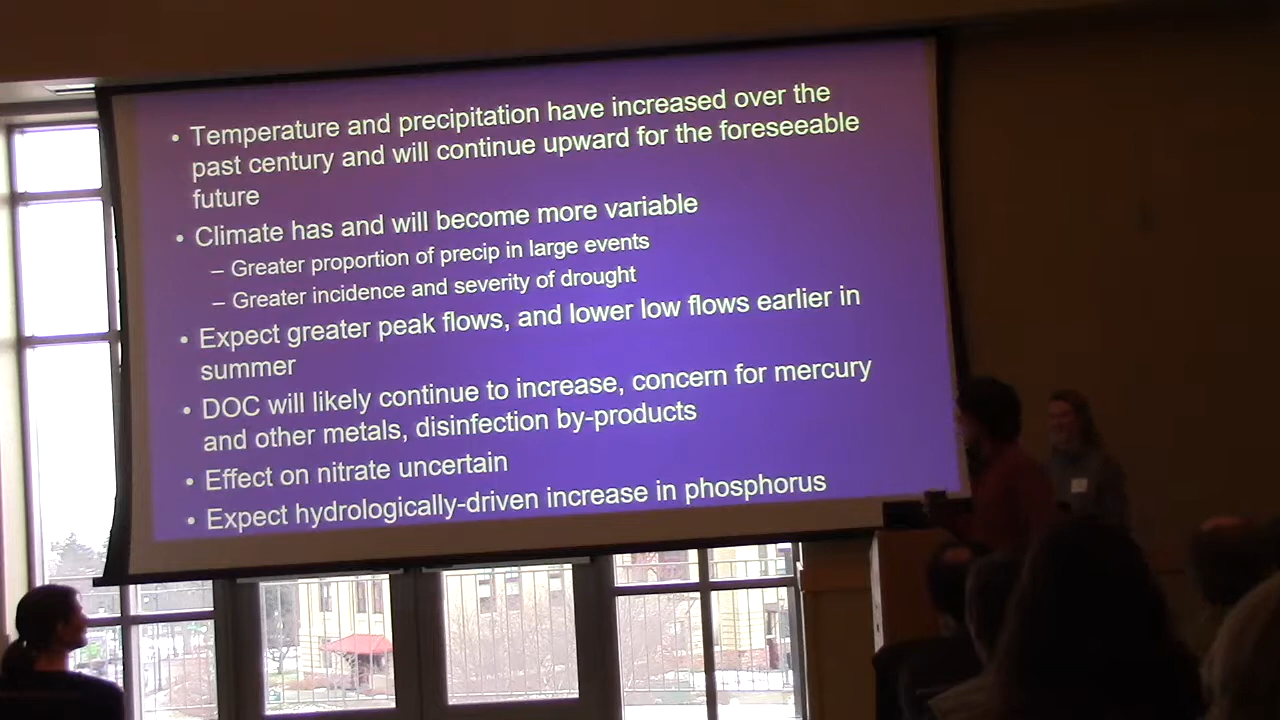 • Temperature and precipitation have increased over the
past century and will continue upward for the foreseeable
future
• Climate has and will become more variable
– Greater proportion of precip in large events
– Greater incidence and severity of drought
• Expect greater peak flows, and lower low flows earlier in
summer
• DOC will likely continue to increase, concern for mercury
and other metals, disinfection by-products
• Effect on nitrate uncertain
• Expect hydrologically-driven increase in phosphorus